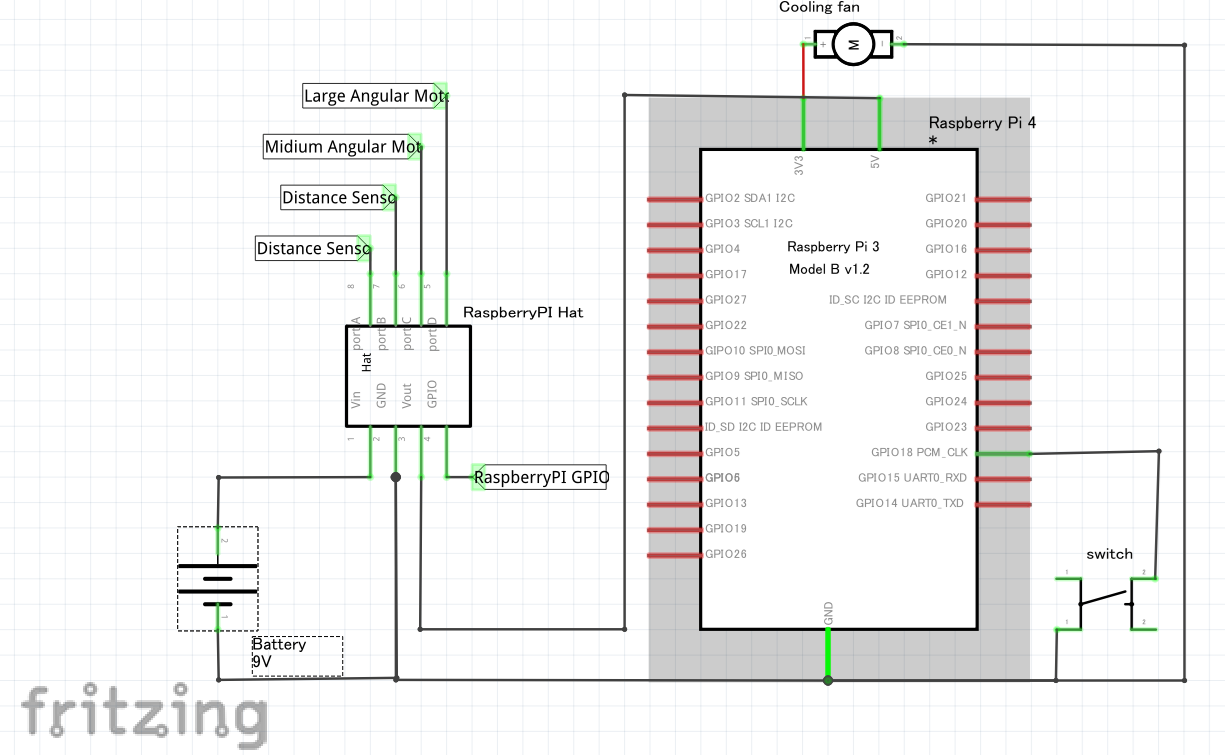 Cooling fan
1
+
M
−
2
Large Angular Mot
Midium Angular Mot
Distance Senso
Distance Senso
8
7
6
5
port A
port B
port C
port D
RaspberryPI Hat
Hat
Vin
GND
Vout
GPIO
1
2
3
4
RaspberryPI GPIO
2
1
Battery
9V
Raspberry Pi 4
*
3V3
5V
Raspberry Pi 3
Model B v1.2
GPIO2 SDA1 I2C
GPIO3 SCL1 I2C
GPIO4
GPIO17
GPIO27
GPIO22
GIPO10 SPI0_MOSI
GPIO9 SPI0_MISO
GPIO11 SPI0_SCLK
ID_SD I2C ID EEPROM
GPIO5
GPIO6
GPIO13
GPIO19
GPIO26
GPIO21
GPIO20
GPIO16
GPIO12
ID_SC I2C ID EEPROM
GPIO7 SPI0_CE1_N
GPIO8 SPI0_CE0_N
GPIO25
GPIO24
GPIO23
GPIO18 PCM_CLK
GPIO15 UART0_RXD
GPIO14 UART0_TXD
GND
switch
1
2
1
2
fritzing